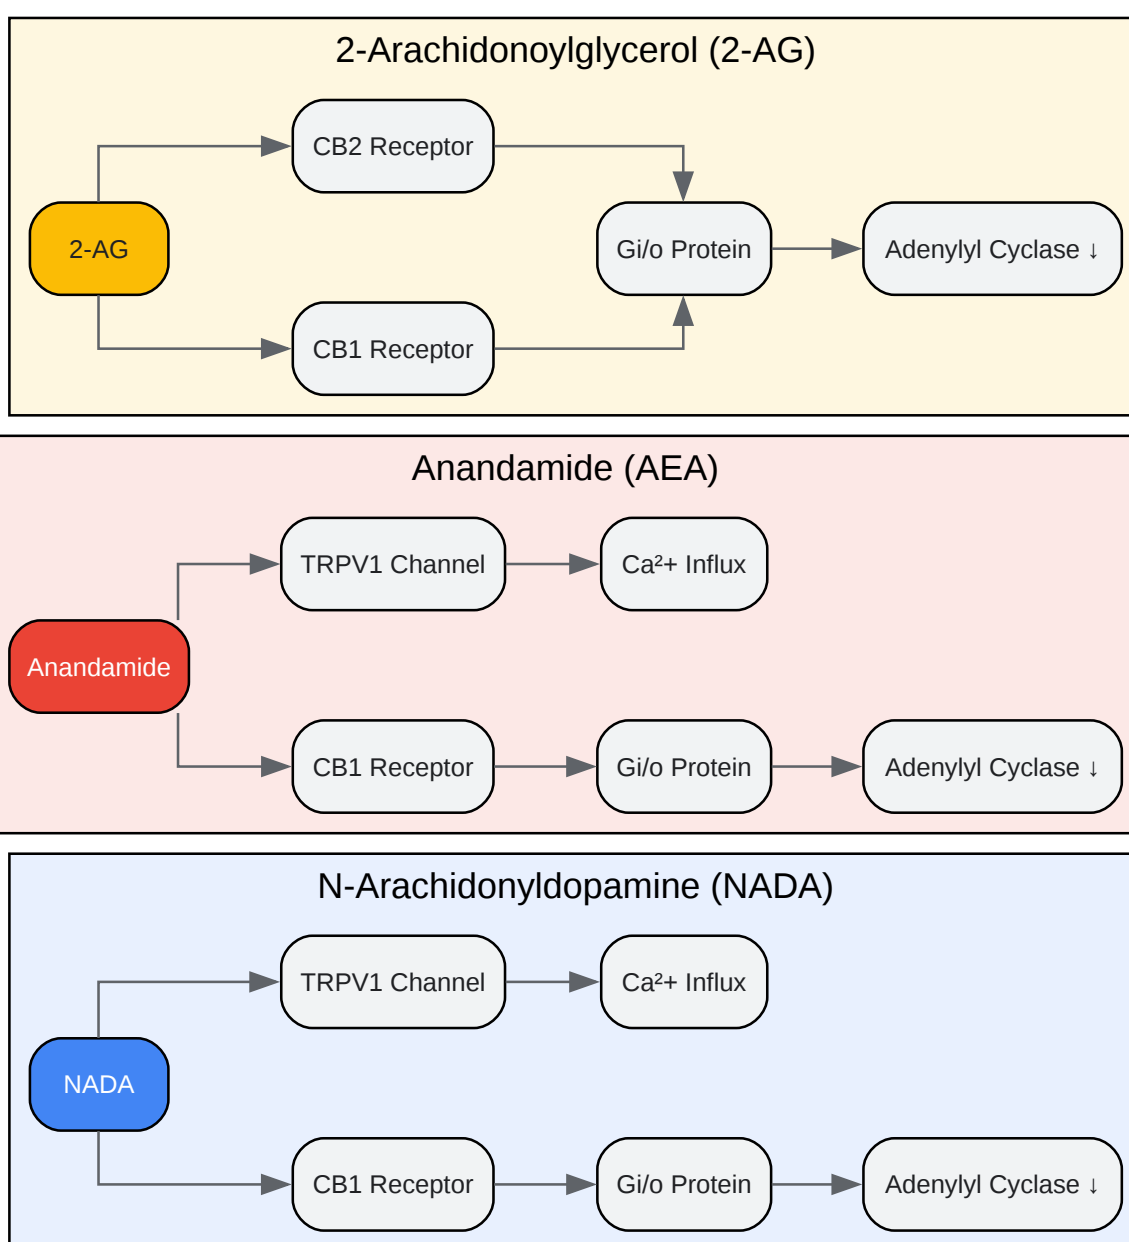 2-Arachidonoylglycerol (2-AG)
CB2 Receptor
2-AG
Gi/o Protein
Adenylyl Cyclase ↓
CB1 Receptor
Anandamide (AEA)
TRPV1 Channel
Ca²+ Influx
Anandamide
CB1 Receptor
Gi/o Protein
Adenylyl Cyclase ↓
N-Arachidonyldopamine (NADA)
TRPV1 Channel
Ca²+ Influx
NADA
CB1 Receptor
Gi/o Protein
Adenylyl Cyclase ↓